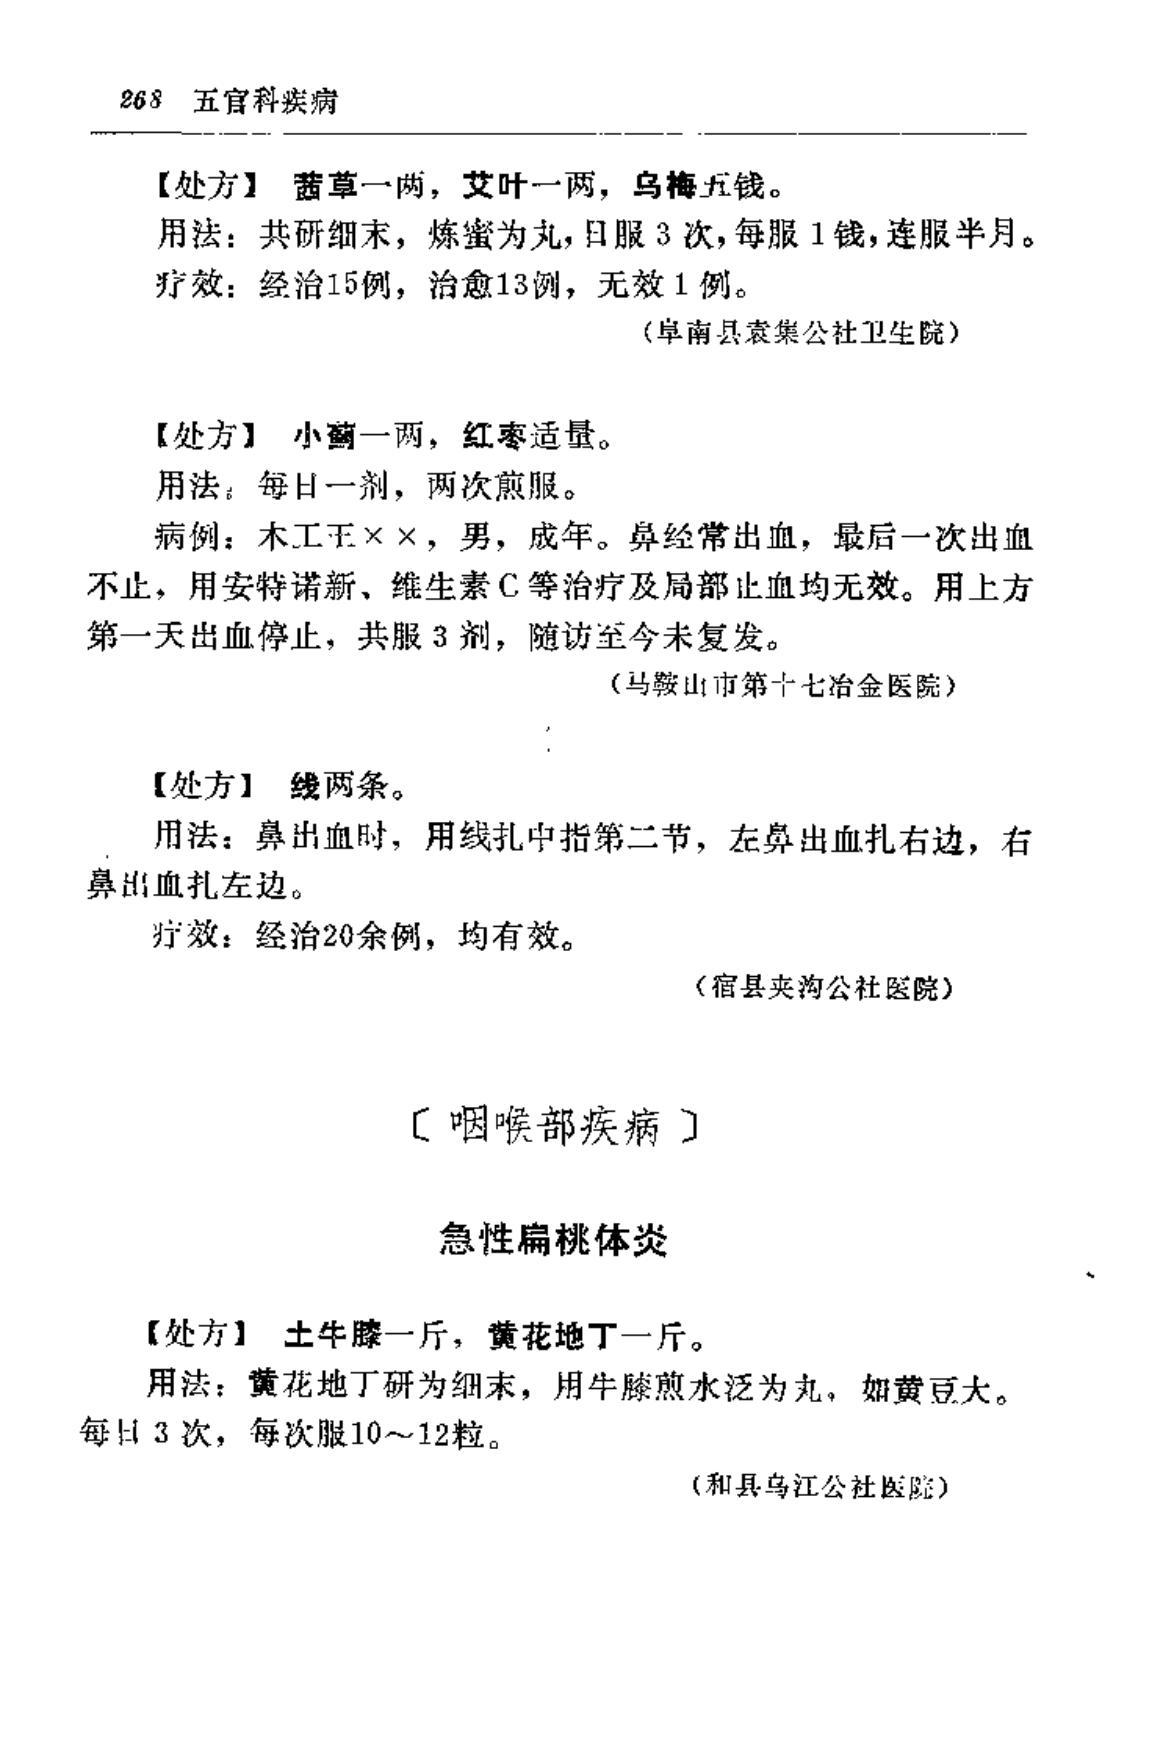 268 五官科疾病
【处方】 茜草一两，艾叶一两，乌梅五钱。
用法：共研细末，炼蜜为丸，日服3次，每服1钱，连服半月。
疗效：经治15例，治愈13例，无效1例。
（阜南县袁集公社卫生院）
【处方】 小蓟一两，红枣适量。
用法：每日一剂，两次煎服。
病例：木工王××，男，成年。鼻经常出血，最后一次出血
不止，用安特诺新、维生素C等治疗及局部止血均无效。用上方
第一天出血停止，共服3剂，随访至今未复发。
（马鞍山市第十七冶金医院）
【处方】 线两条。
用法：鼻出血时，用线扎中指第二节，左鼻出血扎右边，右
鼻出血扎左边。
疗效：经治20余例，均有效。
（宿县夹沟公社医院）
〔咽喉部疾病〕
急性扁桃体炎
【处方】 土牛膝一斤，黄花地丁一斤。
用法：黄花地丁研为细末，用牛膝煎水泛为丸，如黄豆大。
每日3次，每次服10～12粒。
（和县乌江公社医院）